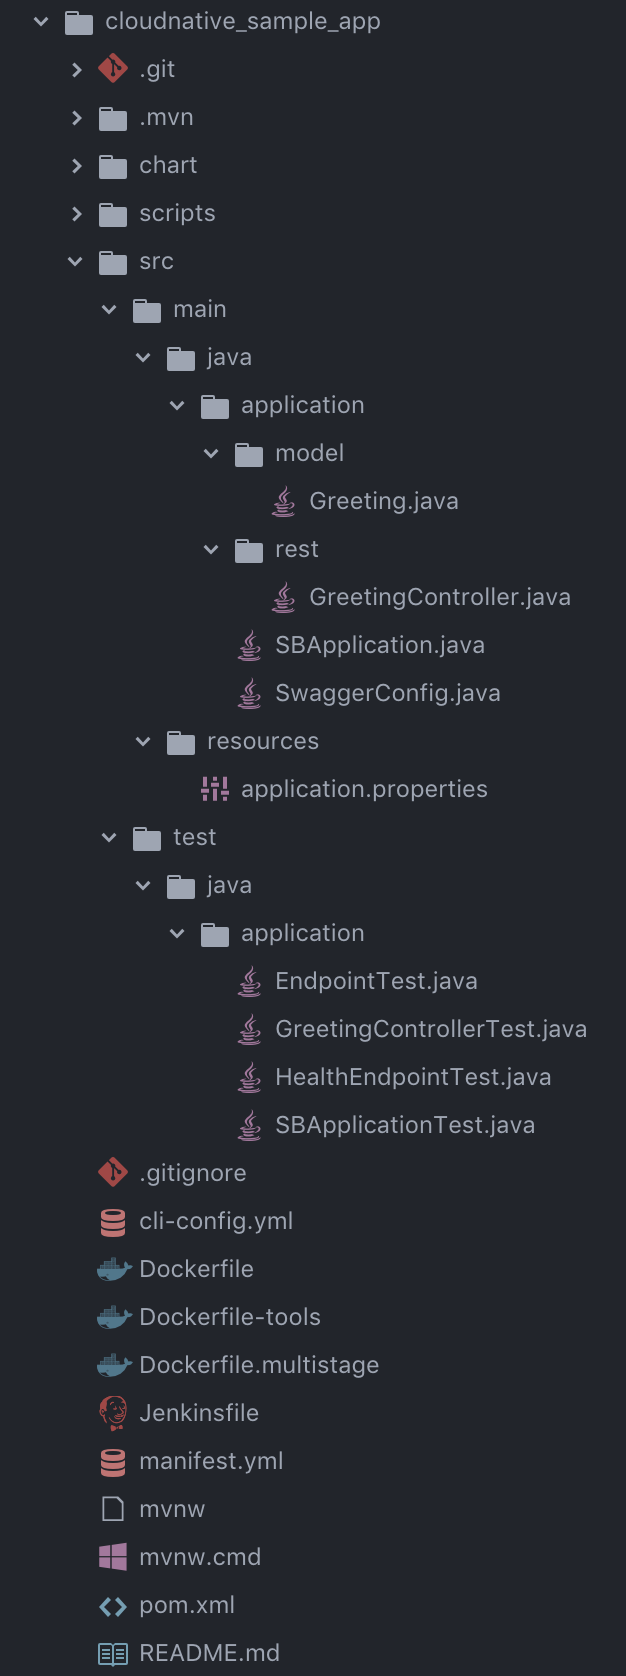 cloudnative_sample_app
.git
.mvn
chart
scripts
src
main
java
application
model
Greeting.java
rest
GreetingController.java
SBApplication.java
SwaggerConfig.java
resources
application.properties
test
java
application
EndpointTest.java
GreetingControllerTest.java
HealthEndpointTest.java
SBApplicationTest.java
.gitignore
cli-config.yml
Dockerfile
Dockerfile-tools
Dockerfile.multistage
Jenkinsfile
manifest.yml
mvnw
mvnw.cmd
pom.xml
README.md